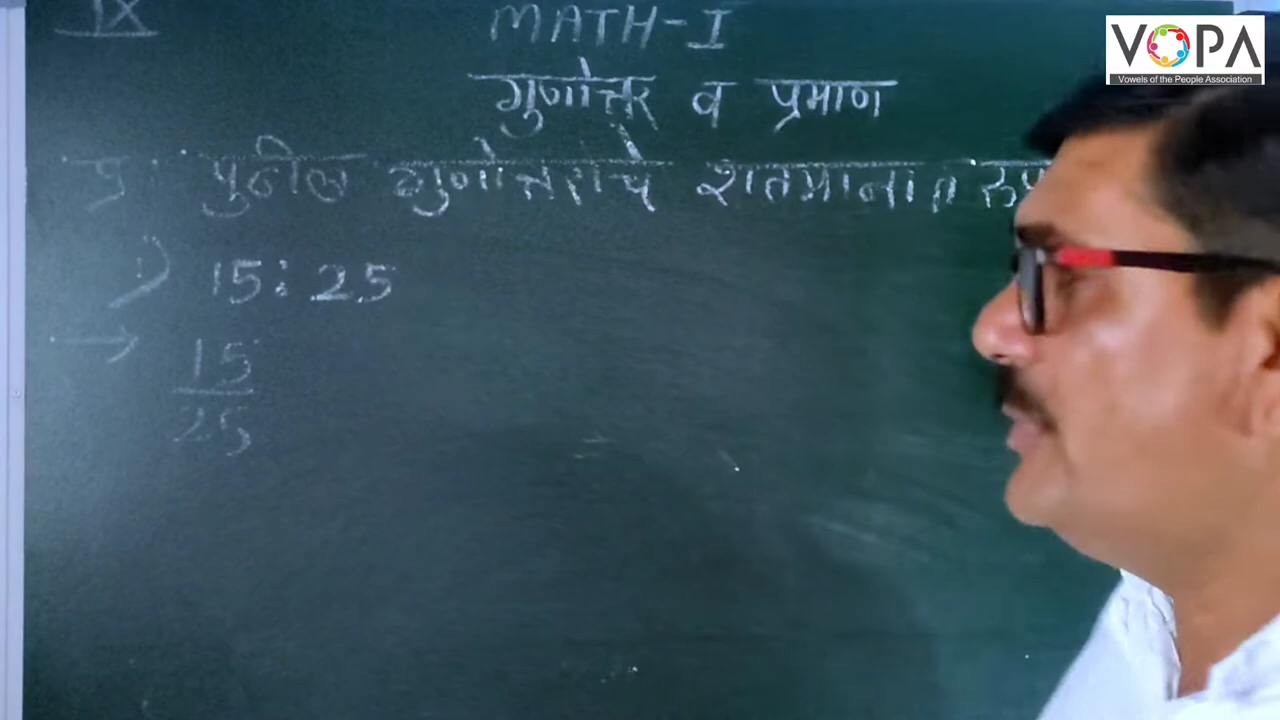 IX
MATH-I
VOPA
Vowels of the People Association
गुणोत्तर व प्रमाण
प्र. पुढील गुणोत्तराचे शतमानात रुप
1) 15:25
→ 15
25